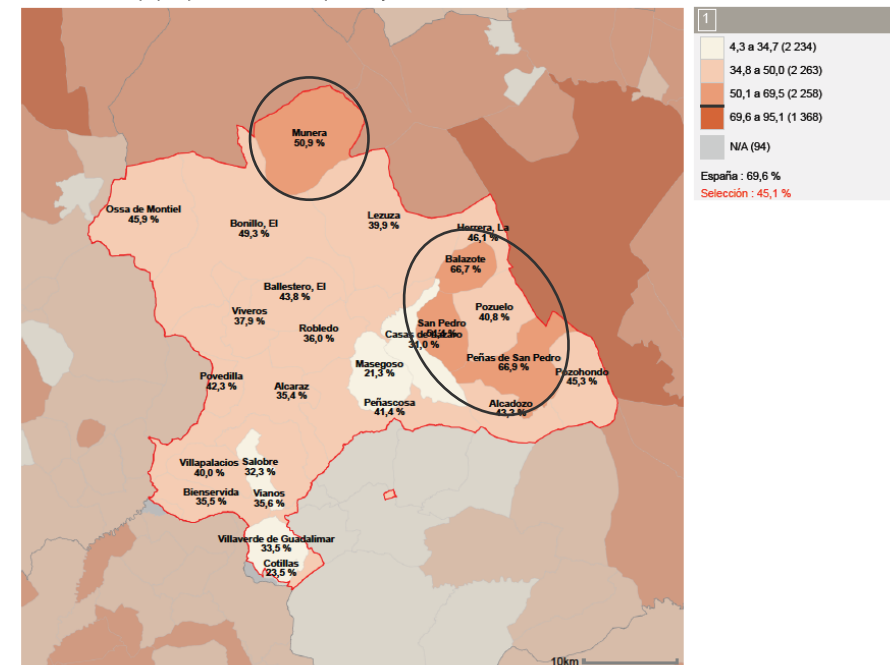 1
4,3 a 34,7 (2 234)
34,8 a 50,0 (2 263)
50,1 a 69,5 (2 258)
69,6 a 95,1 (1 368)
N/A (94)
España : 69,6 %
Selección : 45,1 %
Munera
50,9 %
Ossa de Montiel
45,9 %
Bonillo, El
49,3 %
Lezuza
39,9 %
Herrera, La
46,1 %
Balazote
66,7 %
Ballestero, El
43,8 %
Viveros
37,9 %
Robledo
36,0 %
Pozuelo
40,8 %
San Pedro
Casas de
31,0 %
Peñas de San Pedro
66,9 %
Masegoso
21,3 %
Pozohondo
45,3 %
Povedilla
42,3 %
Alcaraz
35,4 %
Peñascosa
41,4 %
Alcadozo
Villapalacios
40,0 %
Salobre
32,3 %
Bienservida
35,5 %
Vianos
35,6 %
Villaverde de Guadalimar
33,5 %
Cotillas
23,5 %
10km